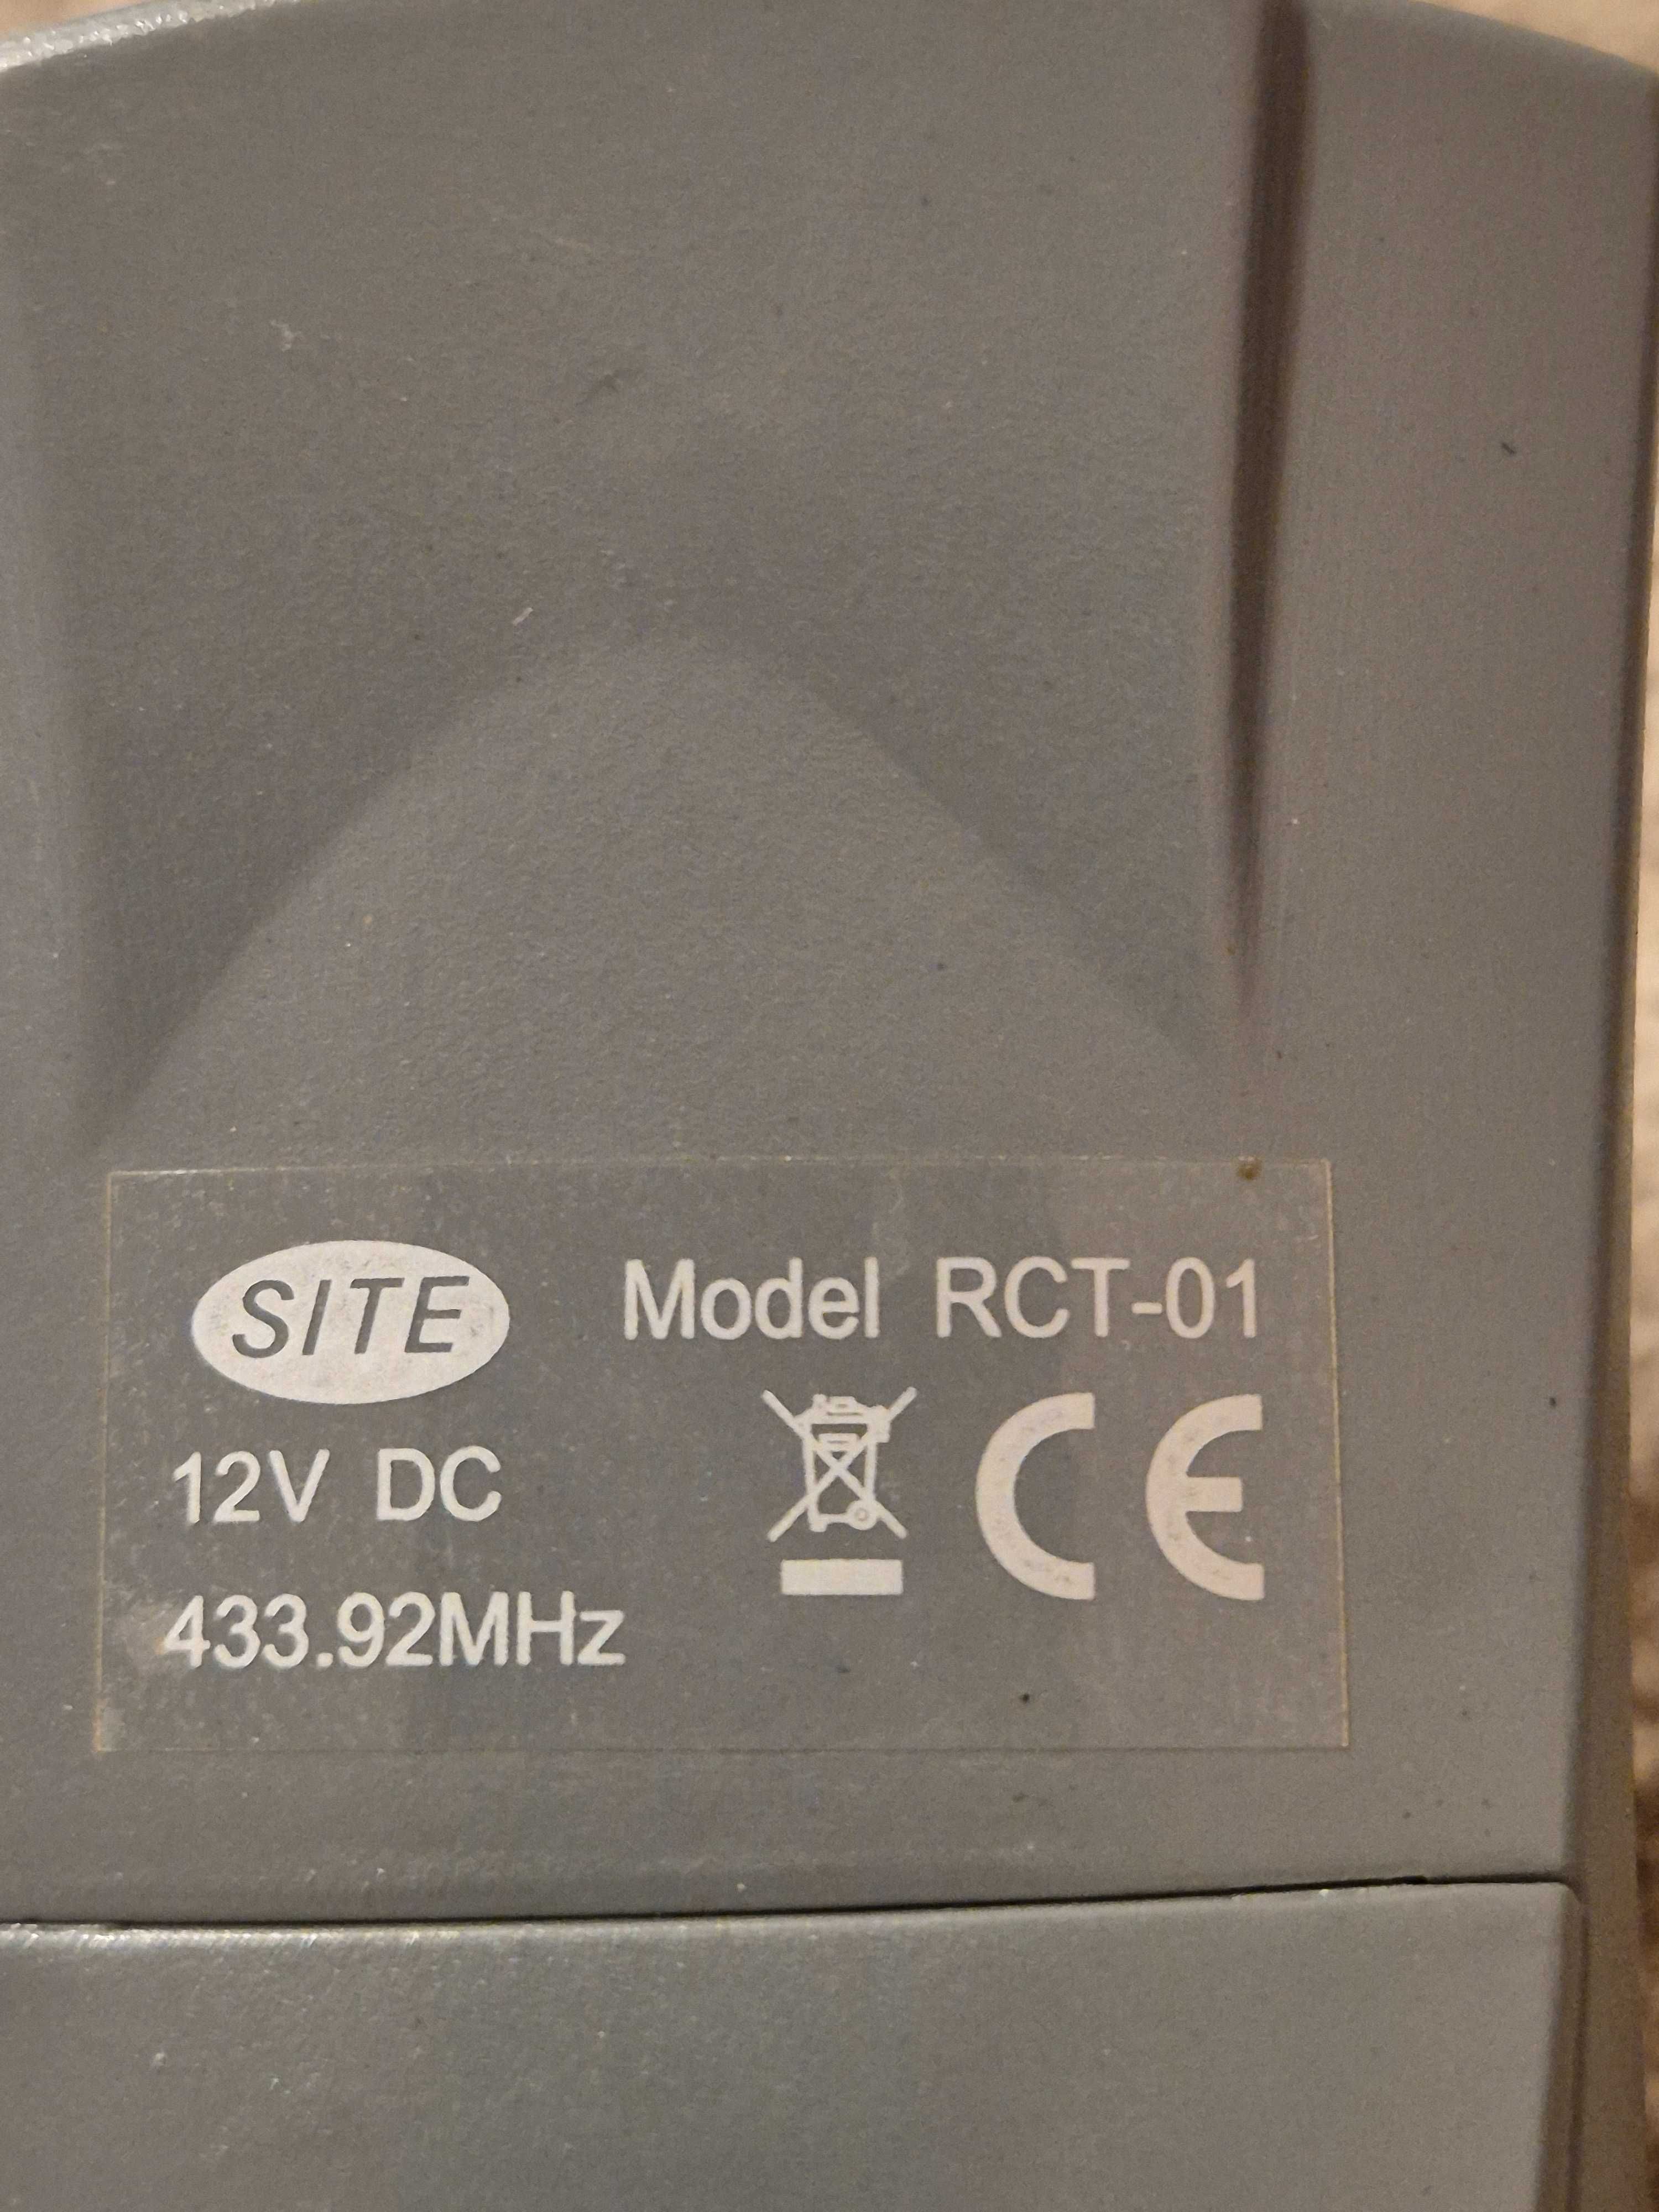 SITE Model RCT-01
12V DC
CE
433.92MHz